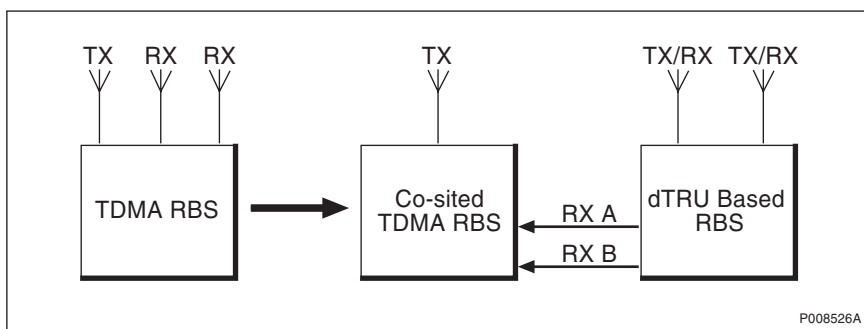 TX RX RX TX TX/RX TX/RX
TDMA RBS
Co-sited
TDMA RBS
RX A
RX B
dTRU Based
RBS
P008526A